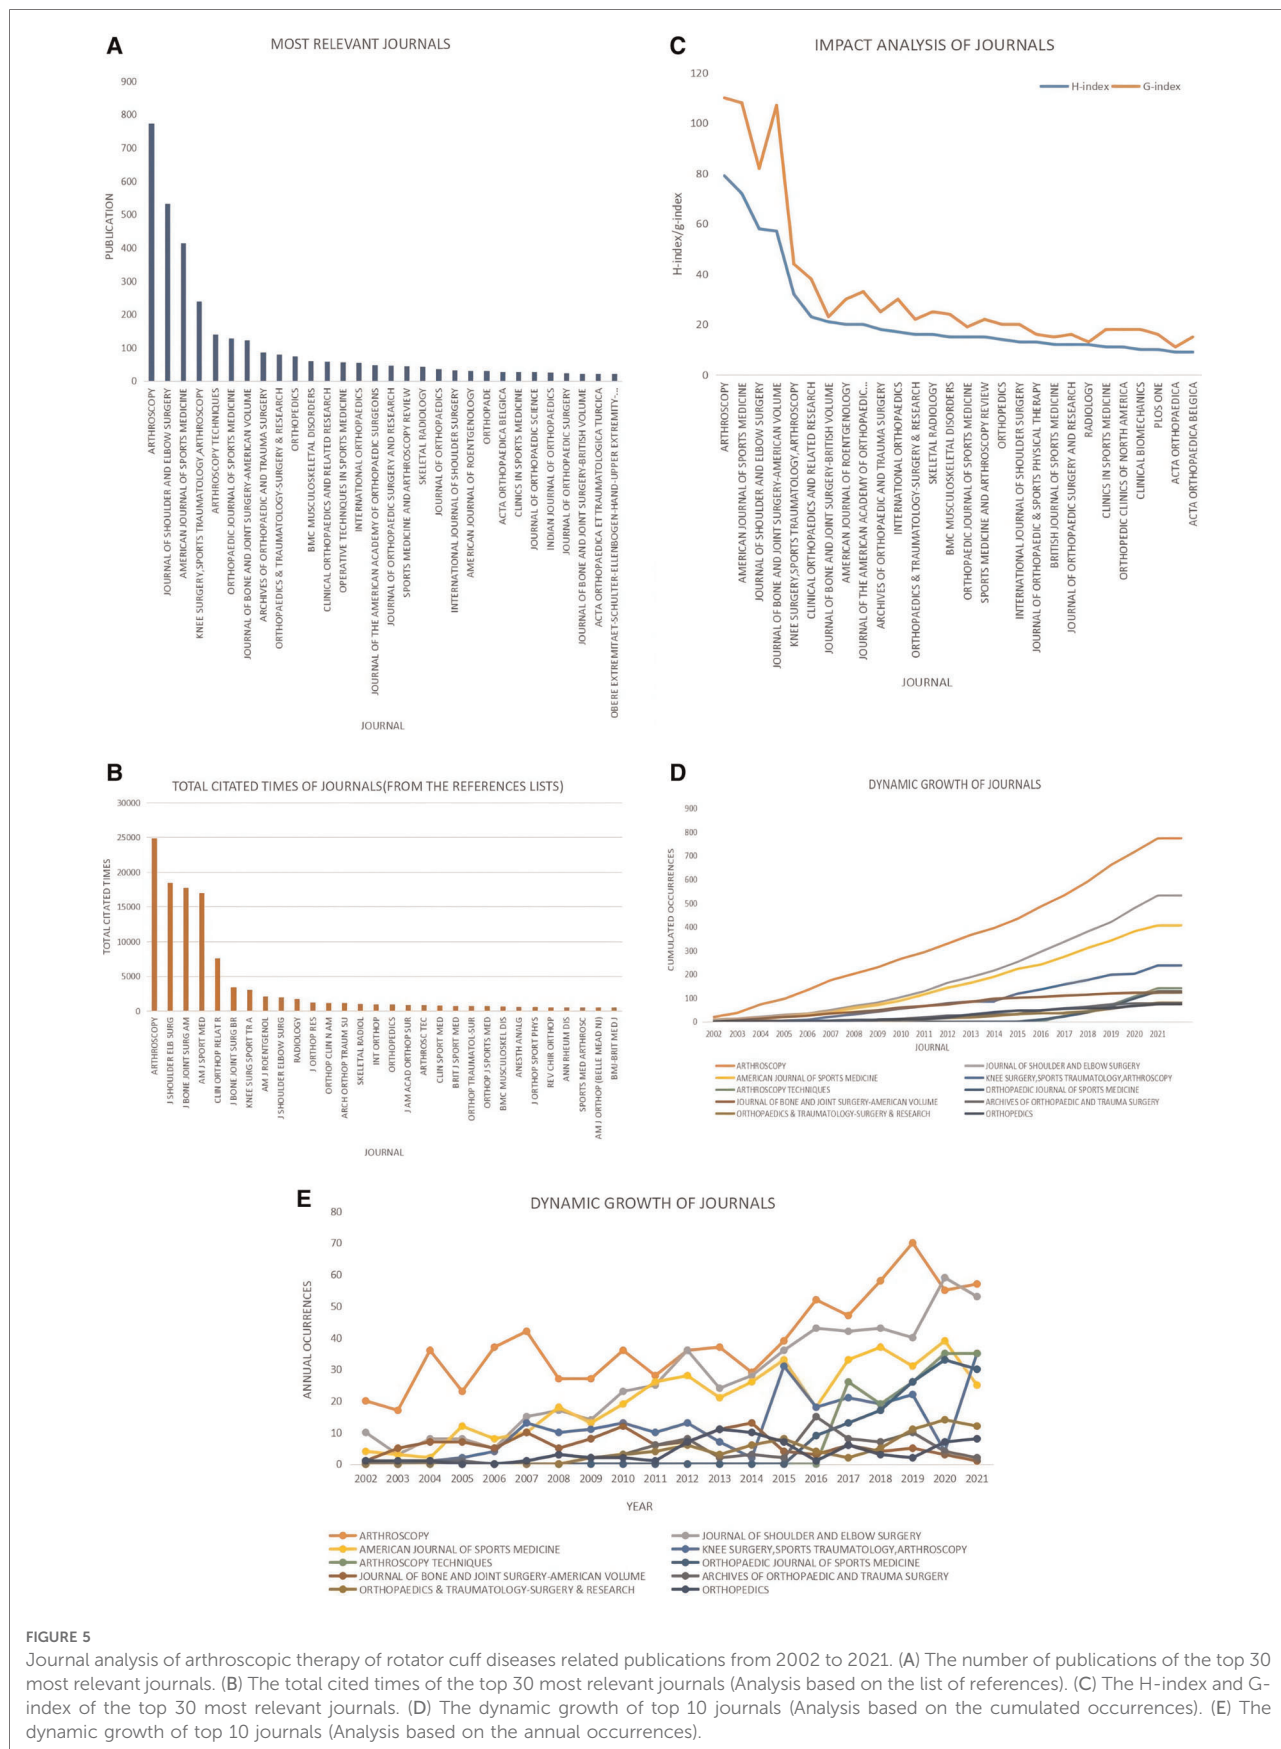 A
MOST RELEVANT JOURNALS
PUBLICATION
900
800
700
600
500
400
300
200
100
0
ARTHROSCOPY
JOURNAL OF SHOULDER AND ELBOW SURGERY
AMERICAN JOURNAL OF SPORTS MEDICINE
KNEE SURGERY,SPORTS TRAUMATOLOGY,ARTHROSCOPY
ARTHROSCOPY TECHNIQUES
ORTHOPAEDIC JOURNAL OF SPORTS MEDICINE
JOURNAL OF BONE AND JOINT SURGERY-AMERICAN VOLUME
ARCHIVES OF ORTHOPAEDIC AND TRAUMA SURGERY
ORTHOPAEDICS & TRAUMATOLOGY-SURGERY & RESEARCH
ORTHOPEDICS
BMC MUSCULOSKELETAL DISORDERS
CLINICAL ORTHOPAEDICS AND RELATED RESEARCH
OPERATIVE TECHNIQUES IN SPORTS MEDICINE
INTERNATIONAL ORTHOPAEDICS
JOURNAL OF THE AMERICAN ACADEMY OF ORTHOPAEDIC SURGEONS
JOURNAL OF ORTHOPAEDIC SURGERY AND RESEARCH
SPORTS MEDICINE AND ARTHROSCOPY REVIEW
SKELETAL RADIOLOGY
JOURNAL OF ORTHOPAEDICS
INTERNATIONAL JOURNAL OF SHOULDER SURGERY
AMERICAN JOURNAL OF ROENTGENOLOGY
ORTHOPADE
ACTA ORTHOPAEDICA BELGICA
CLINICS IN SPORTS MEDICINE
JOURNAL OF ORTHOPAEDIC SCIENCE
INDIAN JOURNAL OF ORTHOPAEDICS
JOURNAL OF ORTHOPAEDIC SURGERY
JOURNAL OF BONE AND JOINT SURGERY-BRITISH VOLUME
ACTA ORTHOPAEDICA ET TRAUMATOLOGICA TURCICA
OBERE EXTREMITAET-SCHULTER-ELLENBOGEN-HAND-UPPER EXTREMITY-...
JOURNAL
C
IMPACT ANALYSIS OF JOURNALS
H-index
G-index
H-index/g-index
120
100
80
60
40
20
0
ARTHROSCOPY
AMERICAN JOURNAL OF SPORTS MEDICINE
JOURNAL OF SHOULDER AND ELBOW SURGERY
JOURNAL OF BONE AND JOINT SURGERY-AMERICAN VOLUME
KNEE SURGERY,SPORTS TRAUMATOLOGY,ARTHROSCOPY
CLINICAL ORTHOPAEDICS AND RELATED RESEARCH
JOURNAL OF BONE AND JOINT SURGERY-BRITISH VOLUME
AMERICAN JOURNAL OF ROENTGENOLOGY
JOURNAL OF THE AMERICAN ACADEMY OF ORTHOPAEDIC...
ARCHIVES OF ORTHOPAEDIC AND TRAUMA SURGERY
INTERNATIONAL ORTHOPAEDICS
ORTHOPAEDICS & TRAUMATOLOGY-SURGERY & RESEARCH
SKELETAL RADIOLOGY
BMC MUSCULOSKELETAL DISORDERS
ORTHOPAEDIC JOURNAL OF SPORTS MEDICINE
SPORTS MEDICINE AND ARTHROSCOPY REVIEW
ORTHOPEDICS
INTERNATIONAL JOURNAL OF SHOULDER SURGERY
JOURNAL OF ORTHOPAEDIC & SPORTS PHYSICAL THERAPY
BRITISH JOURNAL OF SPORTS MEDICINE
JOURNAL OF ORTHOPAEDIC SURGERY AND RESEARCH
RADIOLOGY
CLINICS IN SPORTS MEDICINE
ORTHOPEDIC CLINICS OF NORTH AMERICA
CLINICAL BIOMECHANICS
PLOS ONE
ACTA ORTHOPAEDICA
ACTA ORTHOPAEDICA BELGICA
JOURNAL
B
TOTAL CITATED TIMES OF JOURNALS(FROM THE REFERENCES LISTS)
TOTAL CITATED TIMES
30000
25000
20000
15000
10000
5000
0
ARTHROSCOPY
J SHOULDER ELB SURG
J BONE JOINT SURG AM
AM J SPORT MED
CLIN ORTHOP RELAT R
J BONE JOINT SURG BR
KNEE SURG SPORT TR A
AM J ROENTGENOL
J SHOULDER ELBOW SURG
RADIOLOGY
J ORTHOP RES
ORTHOP CLIN N AM
ARCH ORTHOP TRAUM SU
SKELETAL RADIOL
INT ORTHOP
ORTHOPEDICS
J AM ACAD ORTHOP SUR
ARTHROSC TEC
CLIN SPORT MED
BRIT J SPORT MED
ORTHOP TRAUMATOL-SUR
ORTHOP J SPORTS MED
BMC MUSCULOSKEL DIS
ANESTH ANALG
J ORTHOP SPORT PHYS
REV CHIR ORTHOP
ANN RHEUM DIS
SPORTS MED ARTHROSC
AM J ORTHOP (BELLE MEAD NJ)
BMJ-BRIT MED J
JOURNAL
D
DYNAMIC GROWTH OF JOURNALS
CUMULATED OCCURRENCES
900
800
700
600
500
400
300
200
100
0
2002 2003 2004 2005 2006 2007 2008 2009 2010 2011 2012 2013 2014 2015 2016 2017 2018 2019 2020 2021
JOURNAL
ARTHROSCOPY
JOURNAL OF SHOULDER AND ELBOW SURGERY
AMERICAN JOURNAL OF SPORTS MEDICINE
KNEE SURGERY,SPORTS TRAUMATOLOGY,ARTHROSCOPY
ARTHROSCOPY TECHNIQUES
ORTHOPAEDIC JOURNAL OF SPORTS MEDICINE
JOURNAL OF BONE AND JOINT SURGERY-AMERICAN VOLUME
ARCHIVES OF ORTHOPAEDIC AND TRAUMA SURGERY
ORTHOPAEDICS & TRAUMATOLOGY-SURGERY & RESEARCH
ORTHOPEDICS
E
DYNAMIC GROWTH OF JOURNALS
ANNUAL OCURRENCES
80
70
60
50
40
30
20
10
0
2002 2003 2004 2005 2006 2007 2008 2009 2010 2011 2012 2013 2014 2015 2016 2017 2018 2019 2020 2021
YEAR
ARTHROSCOPY
JOURNAL OF SHOULDER AND ELBOW SURGERY
AMERICAN JOURNAL OF SPORTS MEDICINE
KNEE SURGERY,SPORTS TRAUMATOLOGY,ARTHROSCOPY
ARTHROSCOPY TECHNIQUES
ORTHOPAEDIC JOURNAL OF SPORTS MEDICINE
JOURNAL OF BONE AND JOINT SURGERY-AMERICAN VOLUME
ARCHIVES OF ORTHOPAEDIC AND TRAUMA SURGERY
ORTHOPAEDICS & TRAUMATOLOGY-SURGERY & RESEARCH
ORTHOPEDICS
FIGURE 5
Journal analysis of arthroscopic therapy of rotator cuff diseases related publications from 2002 to 2021. (A) The number of publications of the top 30
most relevant journals. (B) The total cited times of the top 30 most relevant journals (Analysis based on the list of references). (C) The H-index and G-
index of the top 30 most relevant journals. (D) The dynamic growth of top 10 journals (Analysis based on the cumulated occurrences). (E) The
dynamic growth of top 10 journals (Analysis based on the annual occurrences).